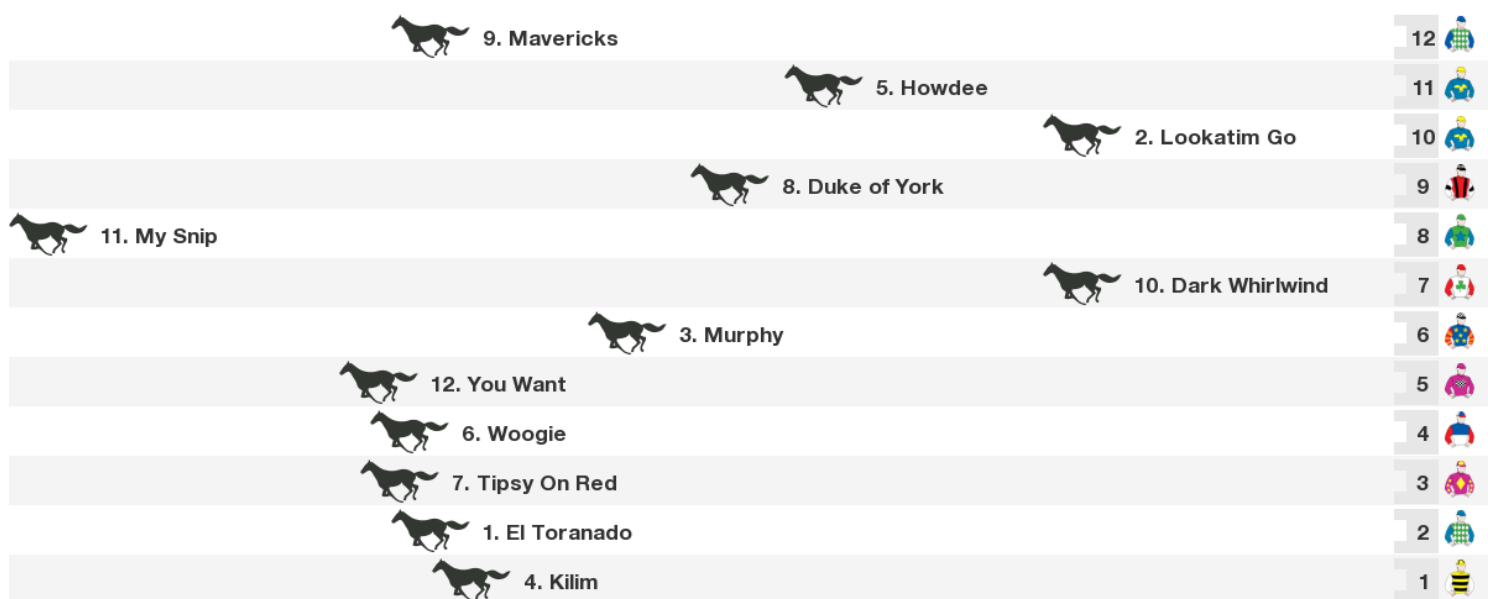 9. Mavericks 12
5. Howdee 11
2. Lookatim Go 10
8. Duke of York 9
11. My Snip 8
10. Dark Whirlwind 7
3. Murphy 6
12. You Want 5
6. Woogie 4
7. Tipsy On Red 3
1. El Toranado 2
4. Kilim 1